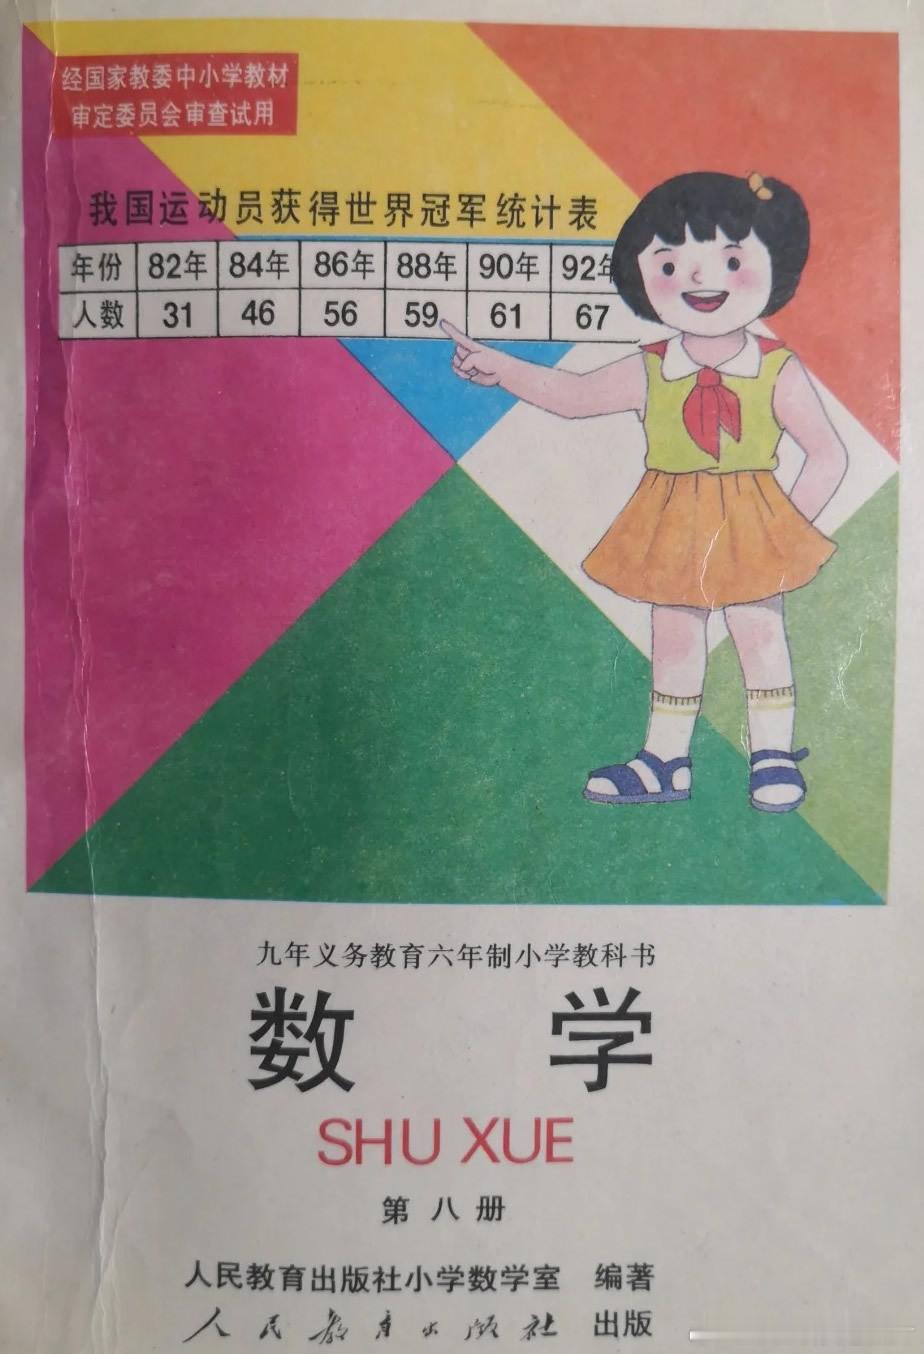 经国家教委中小学教材
审定委员会审查试用
我国运动员获得世界冠军统计表
年份 82年 84年 86年 88年 90年 92年
人数 31 46 56 59 61 67
九年义务教育六年制小学教科书
数 学
SHU XUE
第八册
人民教育出版社小学数学室 编著
人民教育出版社 出版